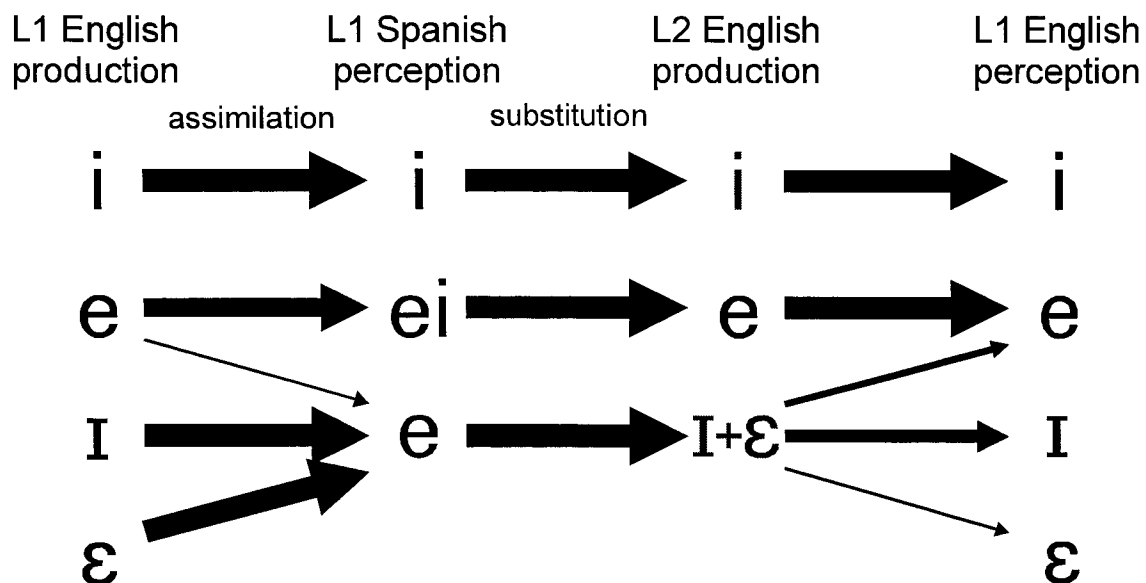 L1 English L1 Spanish L2 English L1 English
production perception production perception
assimilation substitution
i i i i
e ei e e
ɪ e ɪ+ɛ ɪ
ɛ ɛ